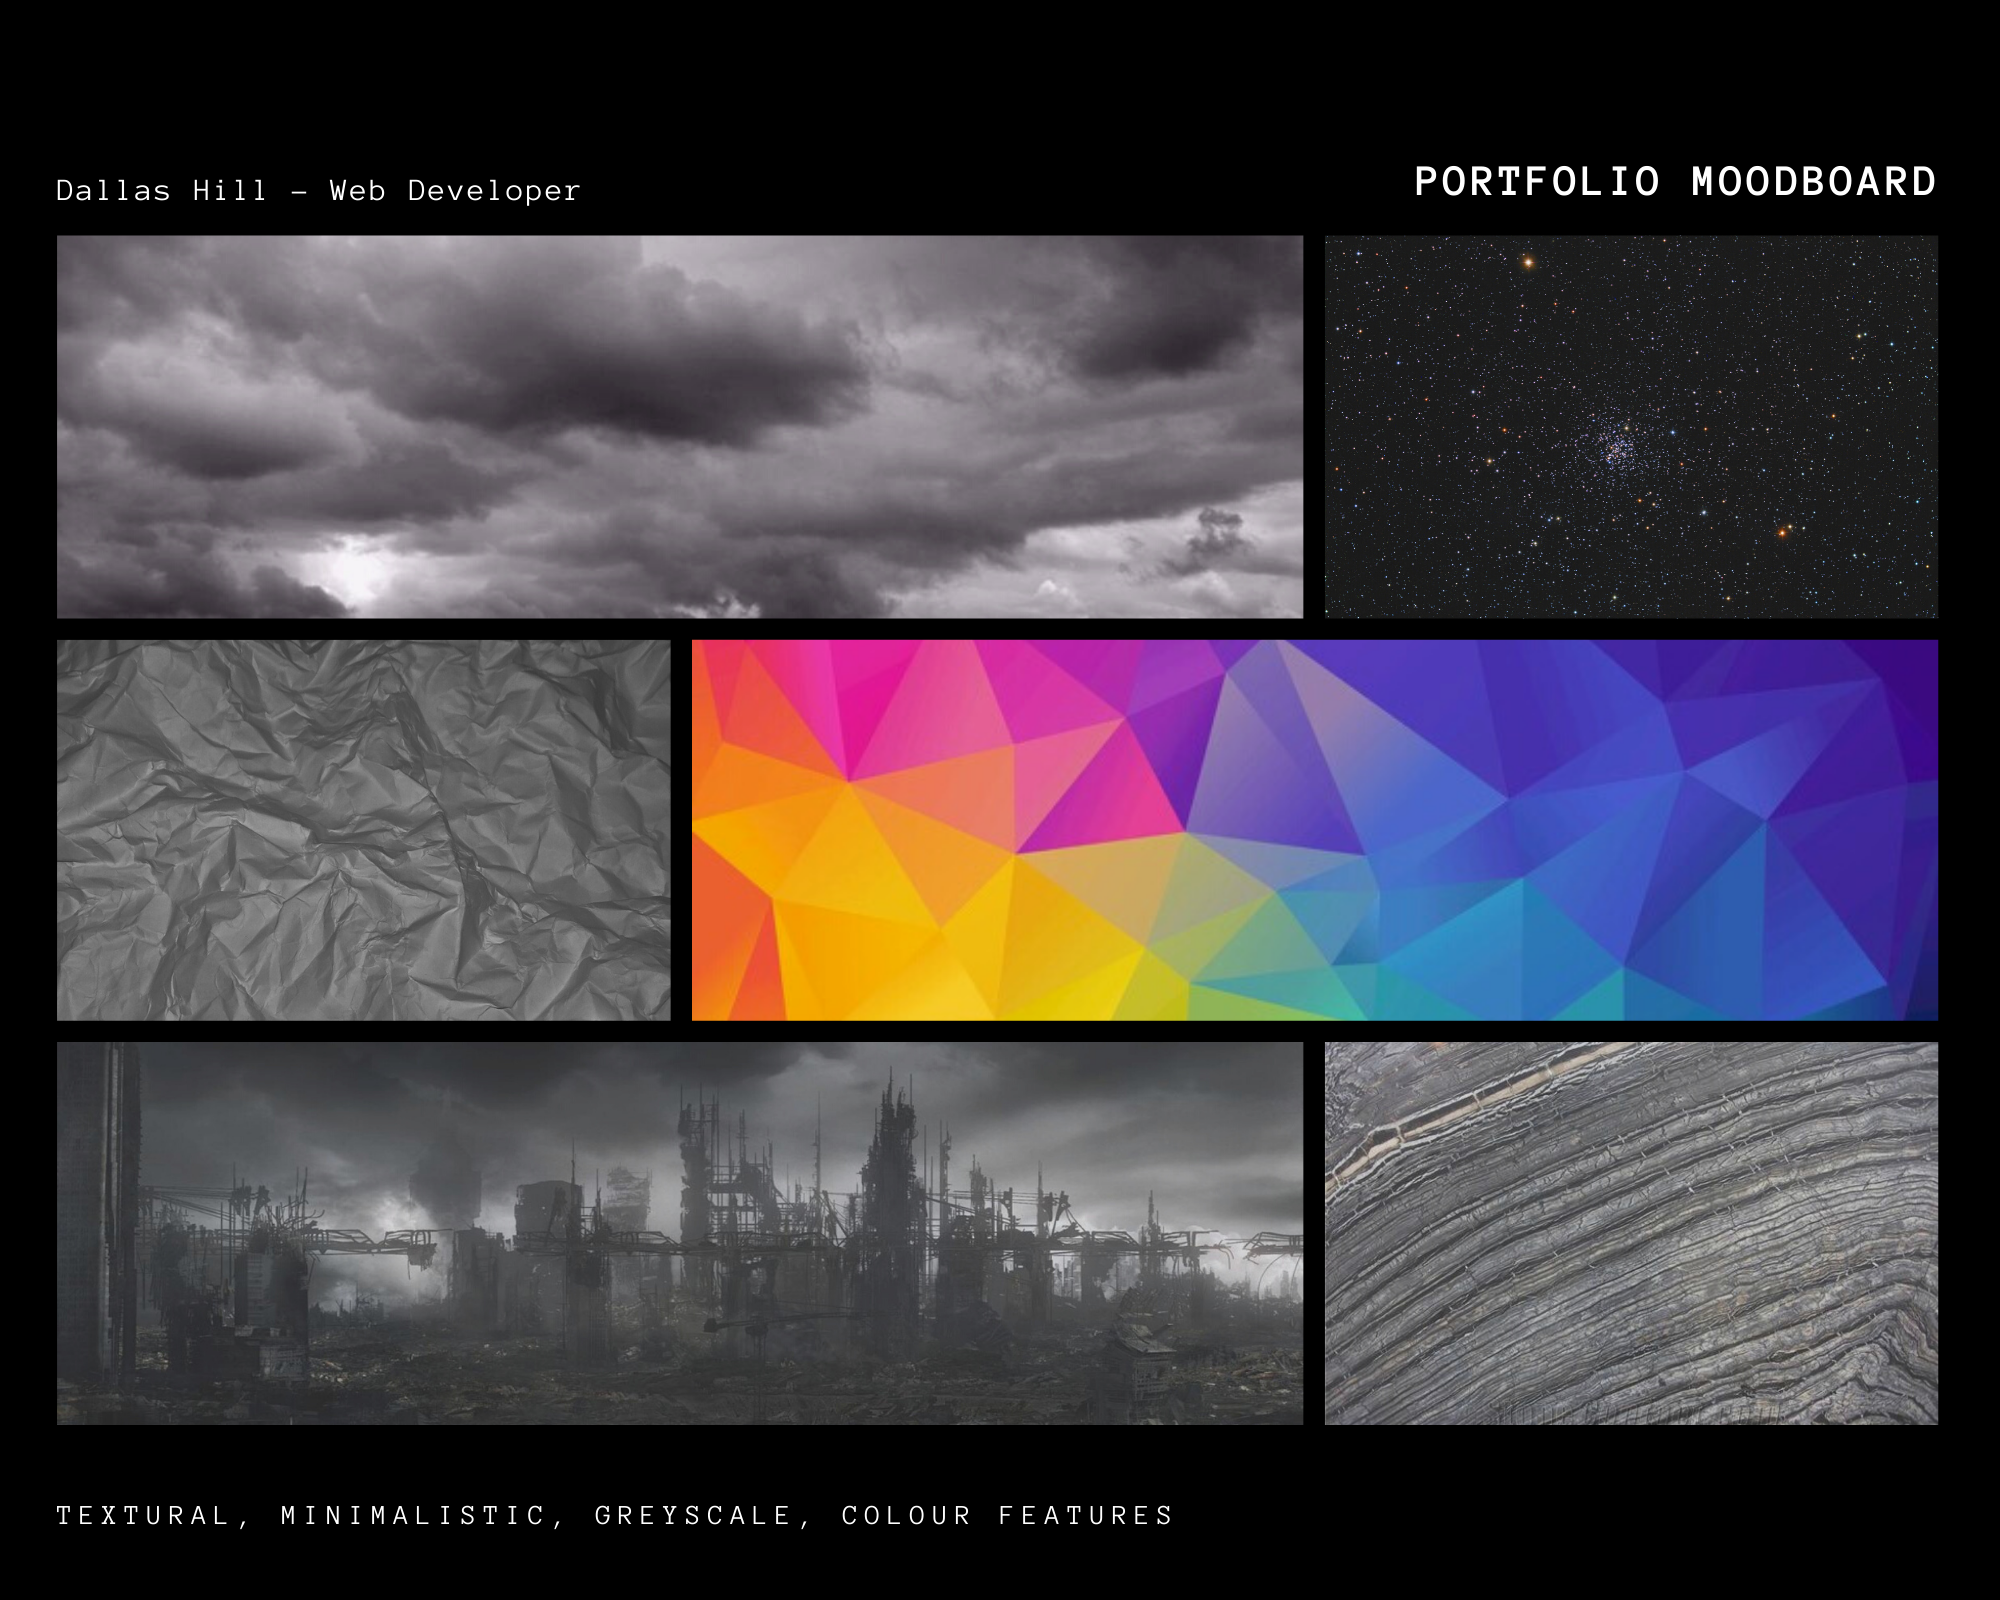 Dallas Hill – Web Developer
PORTFOLIO MOODBOARD
TEXTURAL, MINIMALISTIC, GREYSCALE, COLOUR FEATURES